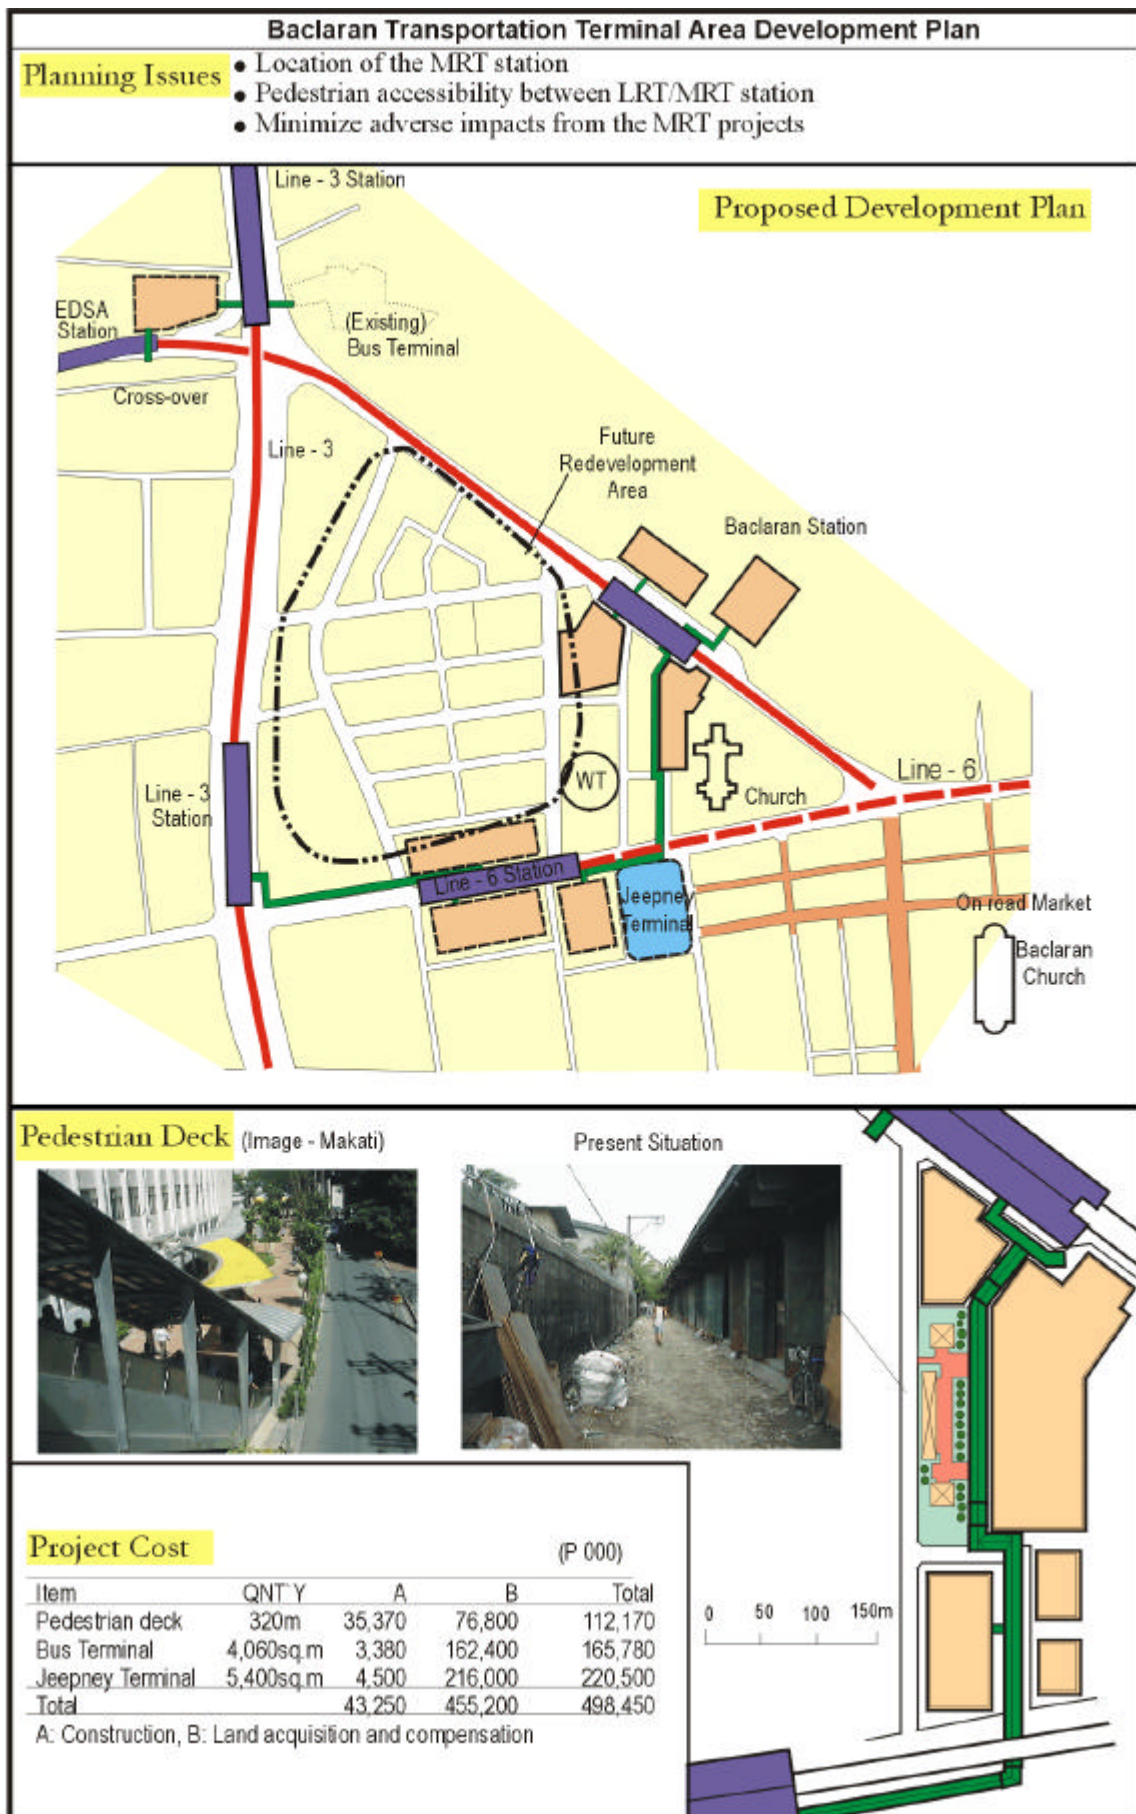 Baclaran Transportation Terminal Area Development Plan
Planning Issues
• Location of the MRT station
• Pedestrian accessibility between LRT/MRT station
• Minimize adverse impacts from the MRT projects
Proposed Development Plan
Line - 3 Station
EDSA
Station
(Existing)
Bus Terminal
Cross-over
Line - 3
Future
Redevelopment
Area
Baclaran Station
Line - 3
Station
WT
Church
Line - 6
Line - 6 Station
Jeepney
Terminal
On road Market
Baclaran
Church
Pedestrian Deck (Image - Makati)
Present Situation
Project Cost (P 000)
Item QNT`Y A B Total
Pedestrian deck 320m 35,370 76,800 112,170
Bus Terminal 4,060sq.m 3,380 162,400 165,780
Jeepney Terminal 5,400sq.m 4.500 216,000 220,500
Total 43,250 455,200 498,450
A: Construction, B: Land acquisition and compensation
0 50 100 150m